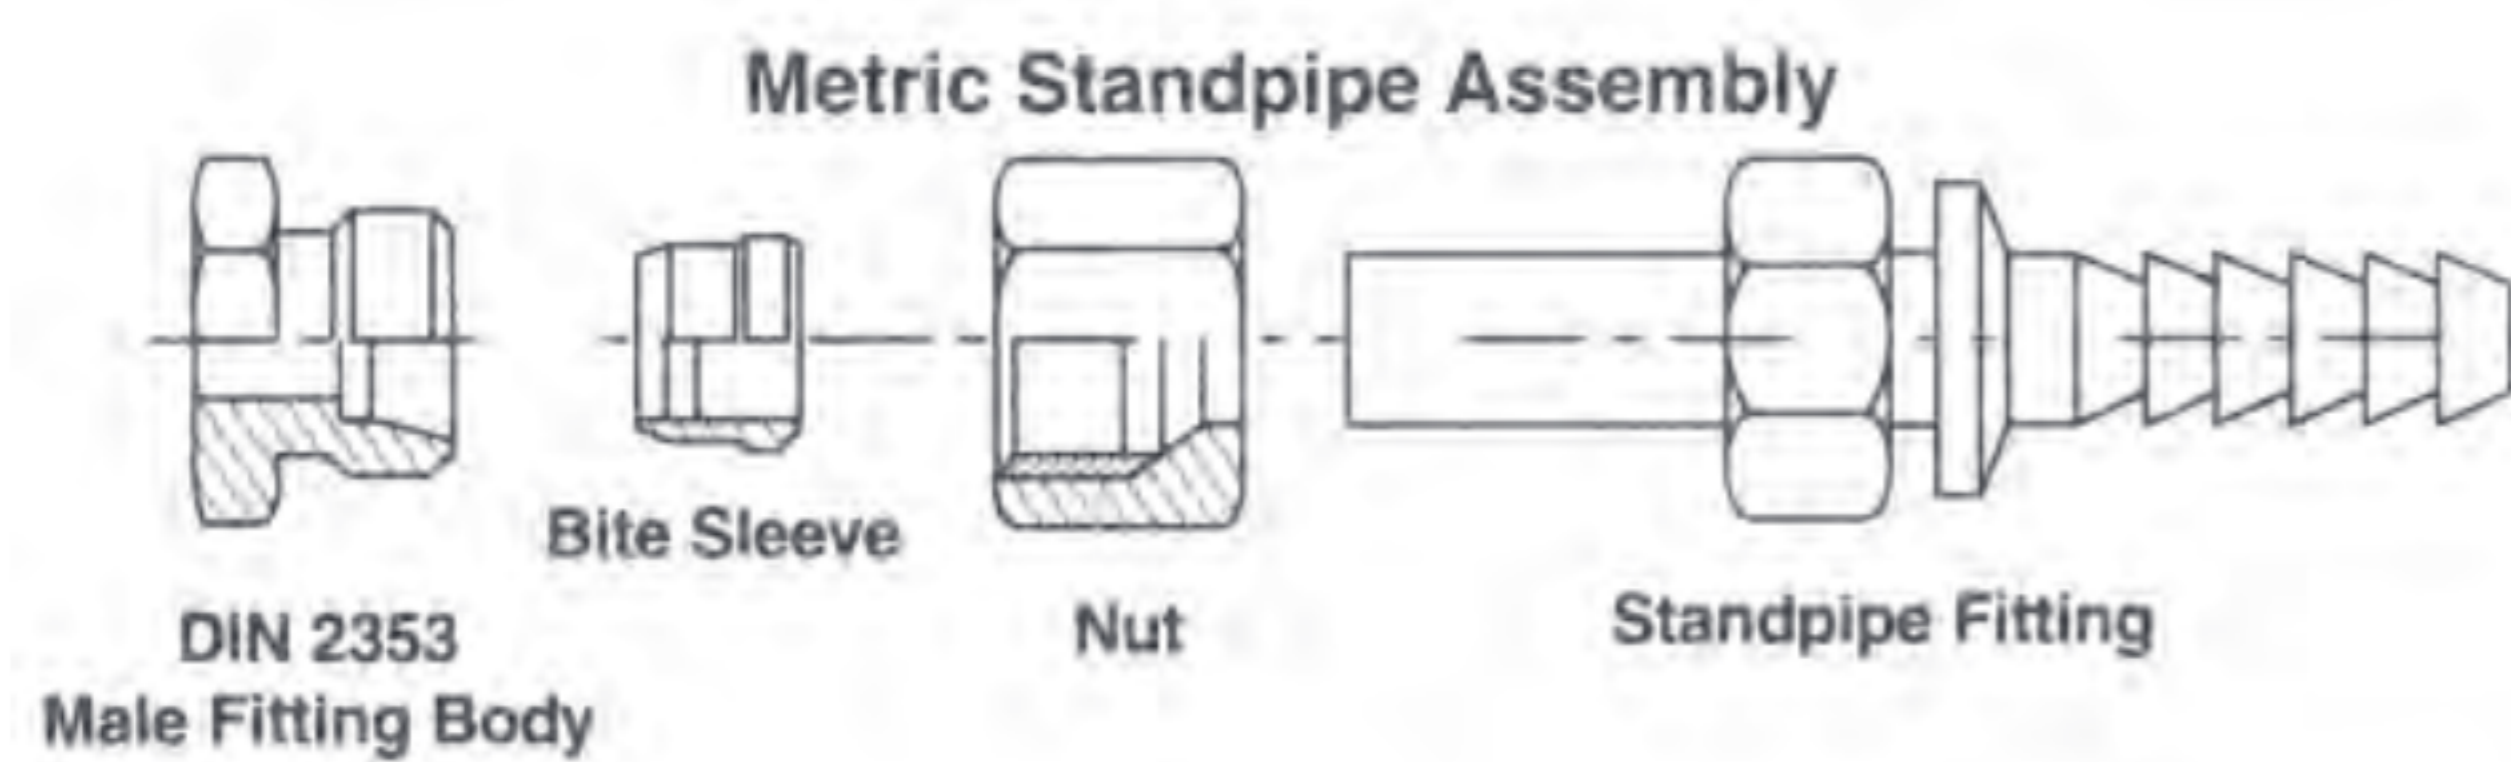 Metric Standpipe Assembly
Bite Sleeve
DIN 2353
Male Fitting Body
Nut
Standpipe Fitting